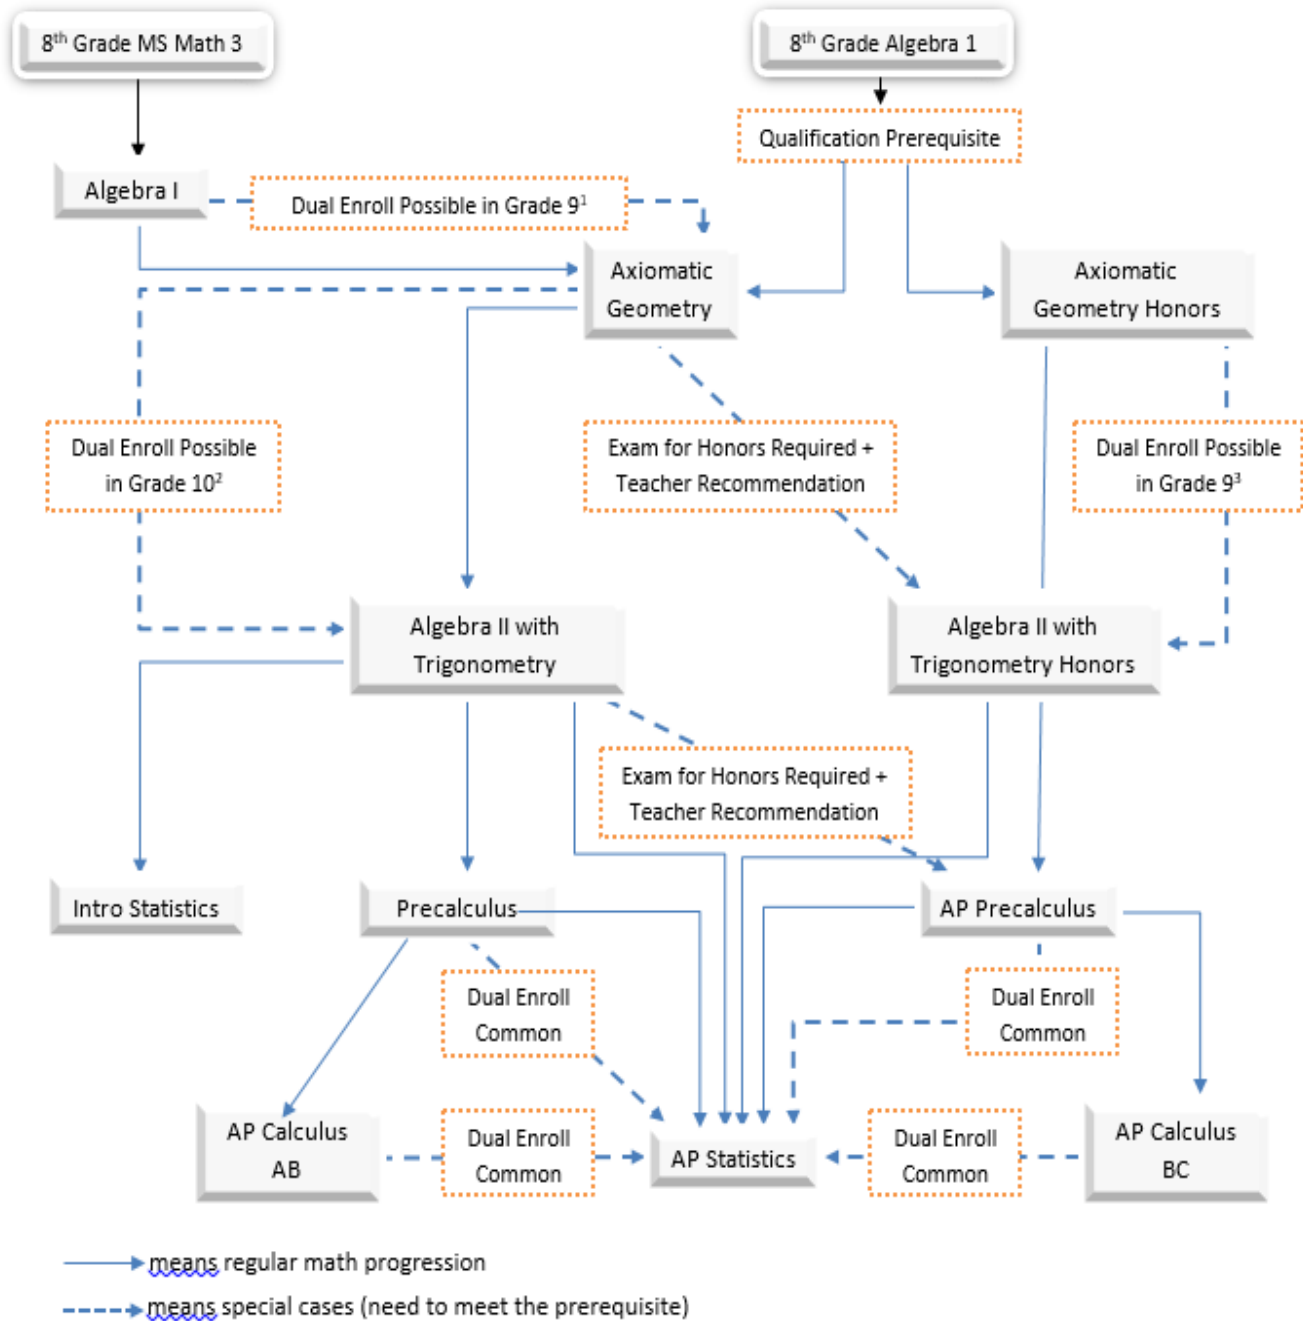 8th Grade MS Math 3
8th Grade Algebra 1
Qualification Prerequisite
Algebra I
Dual Enroll Possible in Grade 9¹
Axiomatic
Geometry
Axiomatic
Geometry Honors
Dual Enroll Possible
in Grade 10²
Exam for Honors Required +
Teacher Recommendation
Dual Enroll Possible
in Grade 9³
Algebra II with
Trigonometry
Algebra II with
Trigonometry Honors
Exam for Honors Required +
Teacher Recommendation
Intro Statistics
Precalculus
AP Precalculus
Dual Enroll
Common
Dual Enroll
Common
AP Calculus
AB
Dual Enroll
Common
AP Statistics
Dual Enroll
Common
AP Calculus
BC
means regular math progression
means special cases (need to meet the prerequisite)